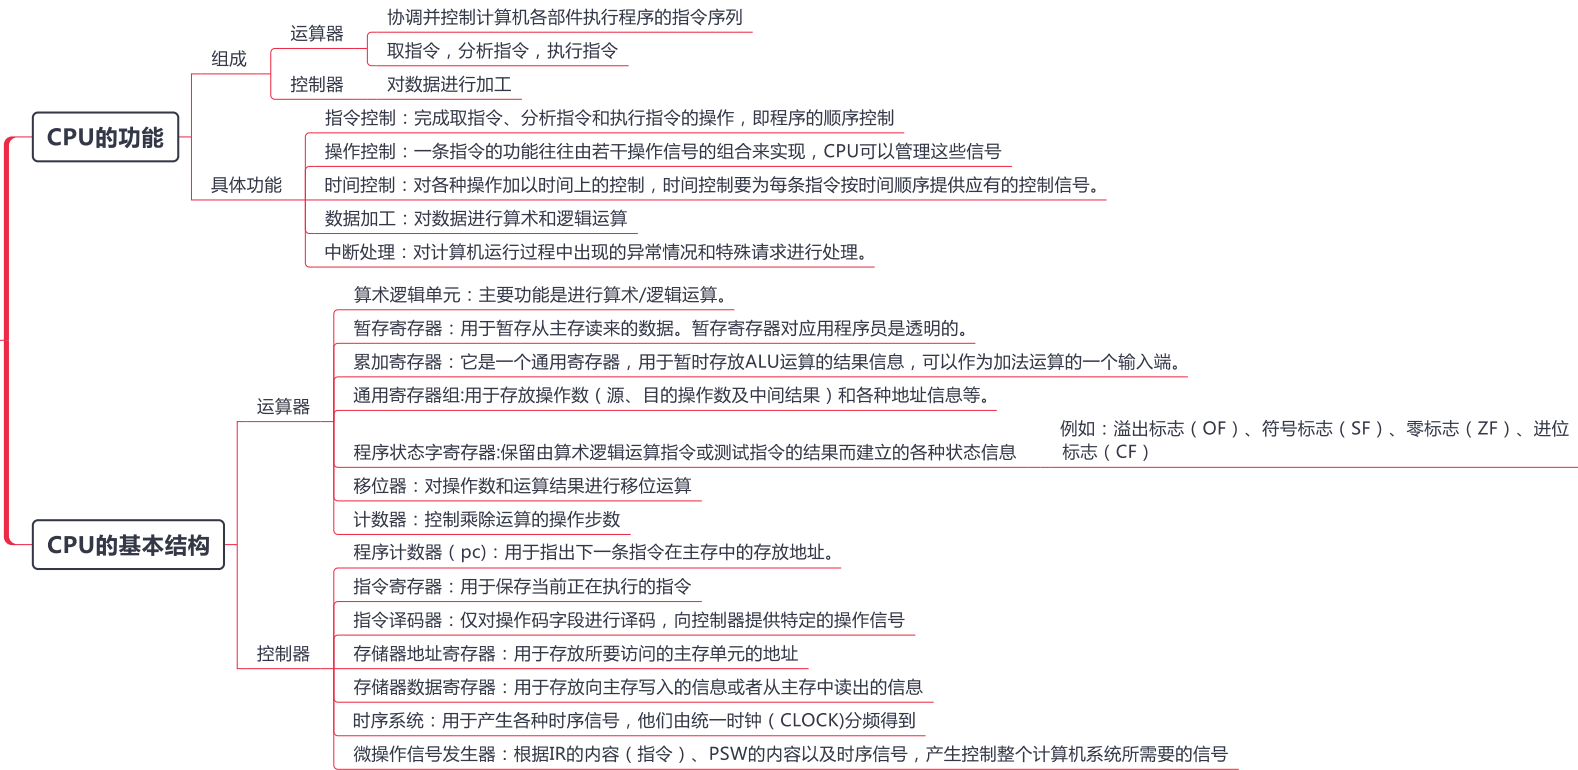 CPU的功能
组成
运算器
协调并控制计算机各部件执行程序的指令序列
取指令，分析指令，执行指令
控制器
对数据进行加工
具体功能
指令控制：完成取指令、分析指令和执行指令的操作，即程序的顺序控制
操作控制：一条指令的功能往往由若干操作信号的组合来实现，CPU可以管理这些信号
时间控制：对各种操作加以时间上的控制，时间控制要为每条指令按时间顺序提供应有的控制信号。
数据加工：对数据进行算术和逻辑运算
中断处理：对计算机运行过程中出现的异常情况和特殊请求进行处理。
CPU的基本结构
运算器
算术逻辑单元：主要功能是进行算术/逻辑运算。
暂存寄存器：用于暂存从主存读来的数据。暂存寄存器对应用程序员是透明的。
累加寄存器：它是一个通用寄存器，用于暂时存放ALU运算的结果信息，可以作为加法运算的一个输入端。
通用寄存器组:用于存放操作数（源、目的操作数及中间结果）和各种地址信息等。
程序状态字寄存器:保留由算术逻辑运算指令或测试指令的结果而建立的各种状态信息
例如：溢出标志（OF）、符号标志（SF）、零标志（ZF）、进位
标志（CF）
移位器：对操作数和运算结果进行移位运算
计数器：控制乘除运算的操作步数
控制器
程序计数器（pc)：用于指出下一条指令在主存中的存放地址。
指令寄存器：用于保存当前正在执行的指令
指令译码器：仅对操作码字段进行译码，向控制器提供特定的操作信号
存储器地址寄存器：用于存放所要访问的主存单元的地址
存储器数据寄存器：用于存放向主存写入的信息或者从主存中读出的信息
时序系统：用于产生各种时序信号，他们由统一时钟（CLOCK)分频得到
微操作信号发生器：根据IR的内容（指令）、PSW的内容以及时序信号，产生控制整个计算机系统所需要的信号